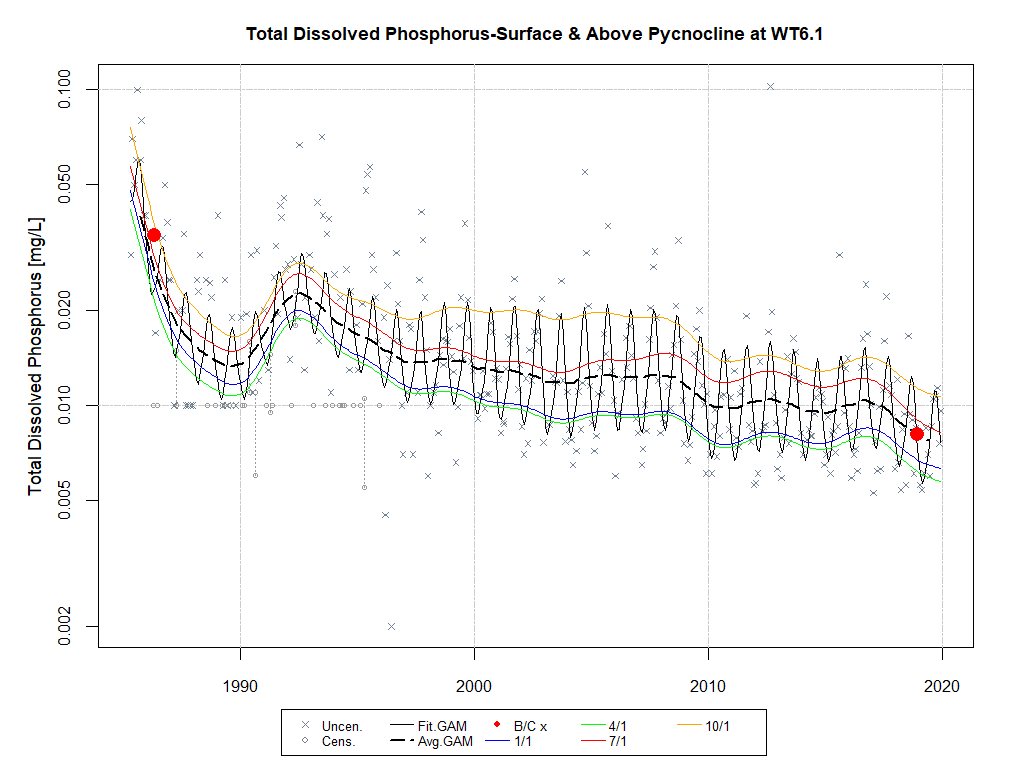 Total Dissolved Phosphorus-Surface & Above Pycnocline at WT6.1
Total Dissolved Phosphorus [mg/L]
0.100
0.050
0.020
0.010
0.005
0.002
1990 2000 2010 2020
Uncen. Fit.GAM B/C x 4/1 10/1
Cens. Avg.GAM 1/1 7/1